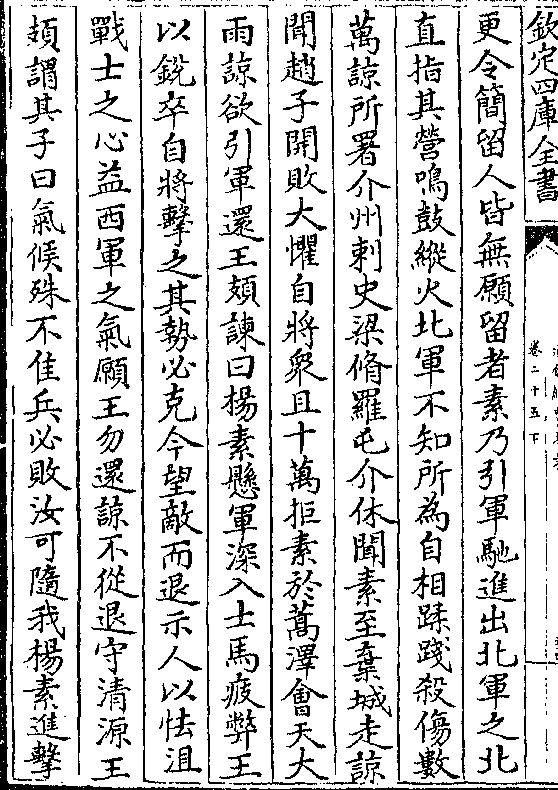 欽定四庫全書
卷二十五下
更令簡留人皆無願留者素乃引軍馳進出北軍之北
直指其營鳴鼓縱火北軍不知所為自相蹂踐殺傷數
萬諒所署介州刺史梁脩羅屯介休聞素至棄城走諒
聞趙子開敗大懼自將衆且十萬拒素於蒿澤會天大
雨諒欲引軍還王頍諫曰楊素懸軍深入士馬疲弊王
以銳卒自將擊之其勢必克今望敵而退示人以怯沮
戰士之心益西軍之氣願王勿還諒不從退守清源王
頍謂其子曰氣候殊不佳兵必敗汝可隨我楊素進擊